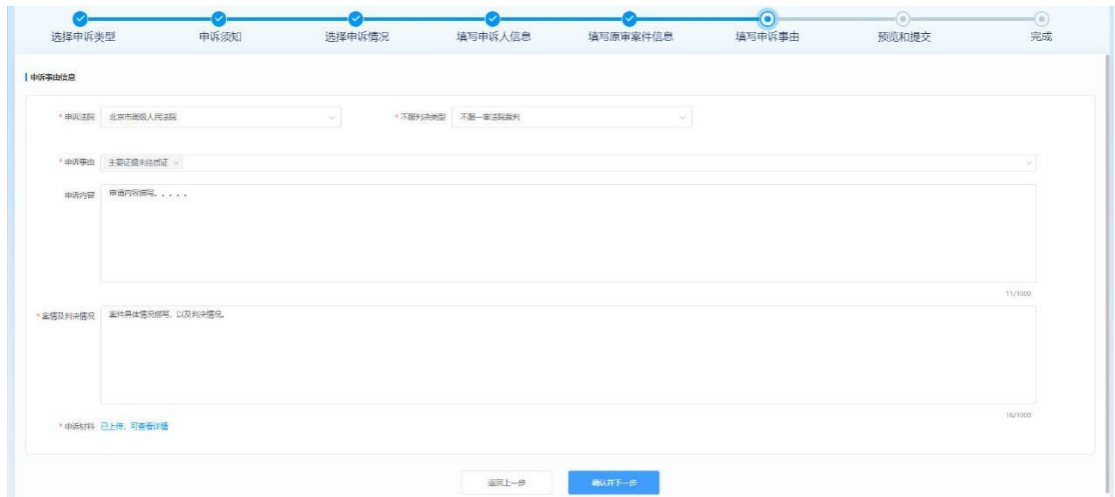 选择申诉类型 申诉须知 选择申诉情况 填写申诉人信息 填写原审案件信息 填写申诉事由 预览和提交 完成
申诉事由信息
* 申诉法院 北京市高级人民法院 * 不服判决类型 不服一审法院裁判
* 申诉事由 主要证据未经质证 ×
申诉内容 申请内容填写。。。。。
11/1000
* 案情及判决情况 案件具体情况填写、以及判决情况。
16/1000
* 申诉材料 已上传，可查看详情
返回上一步 确认并下一步